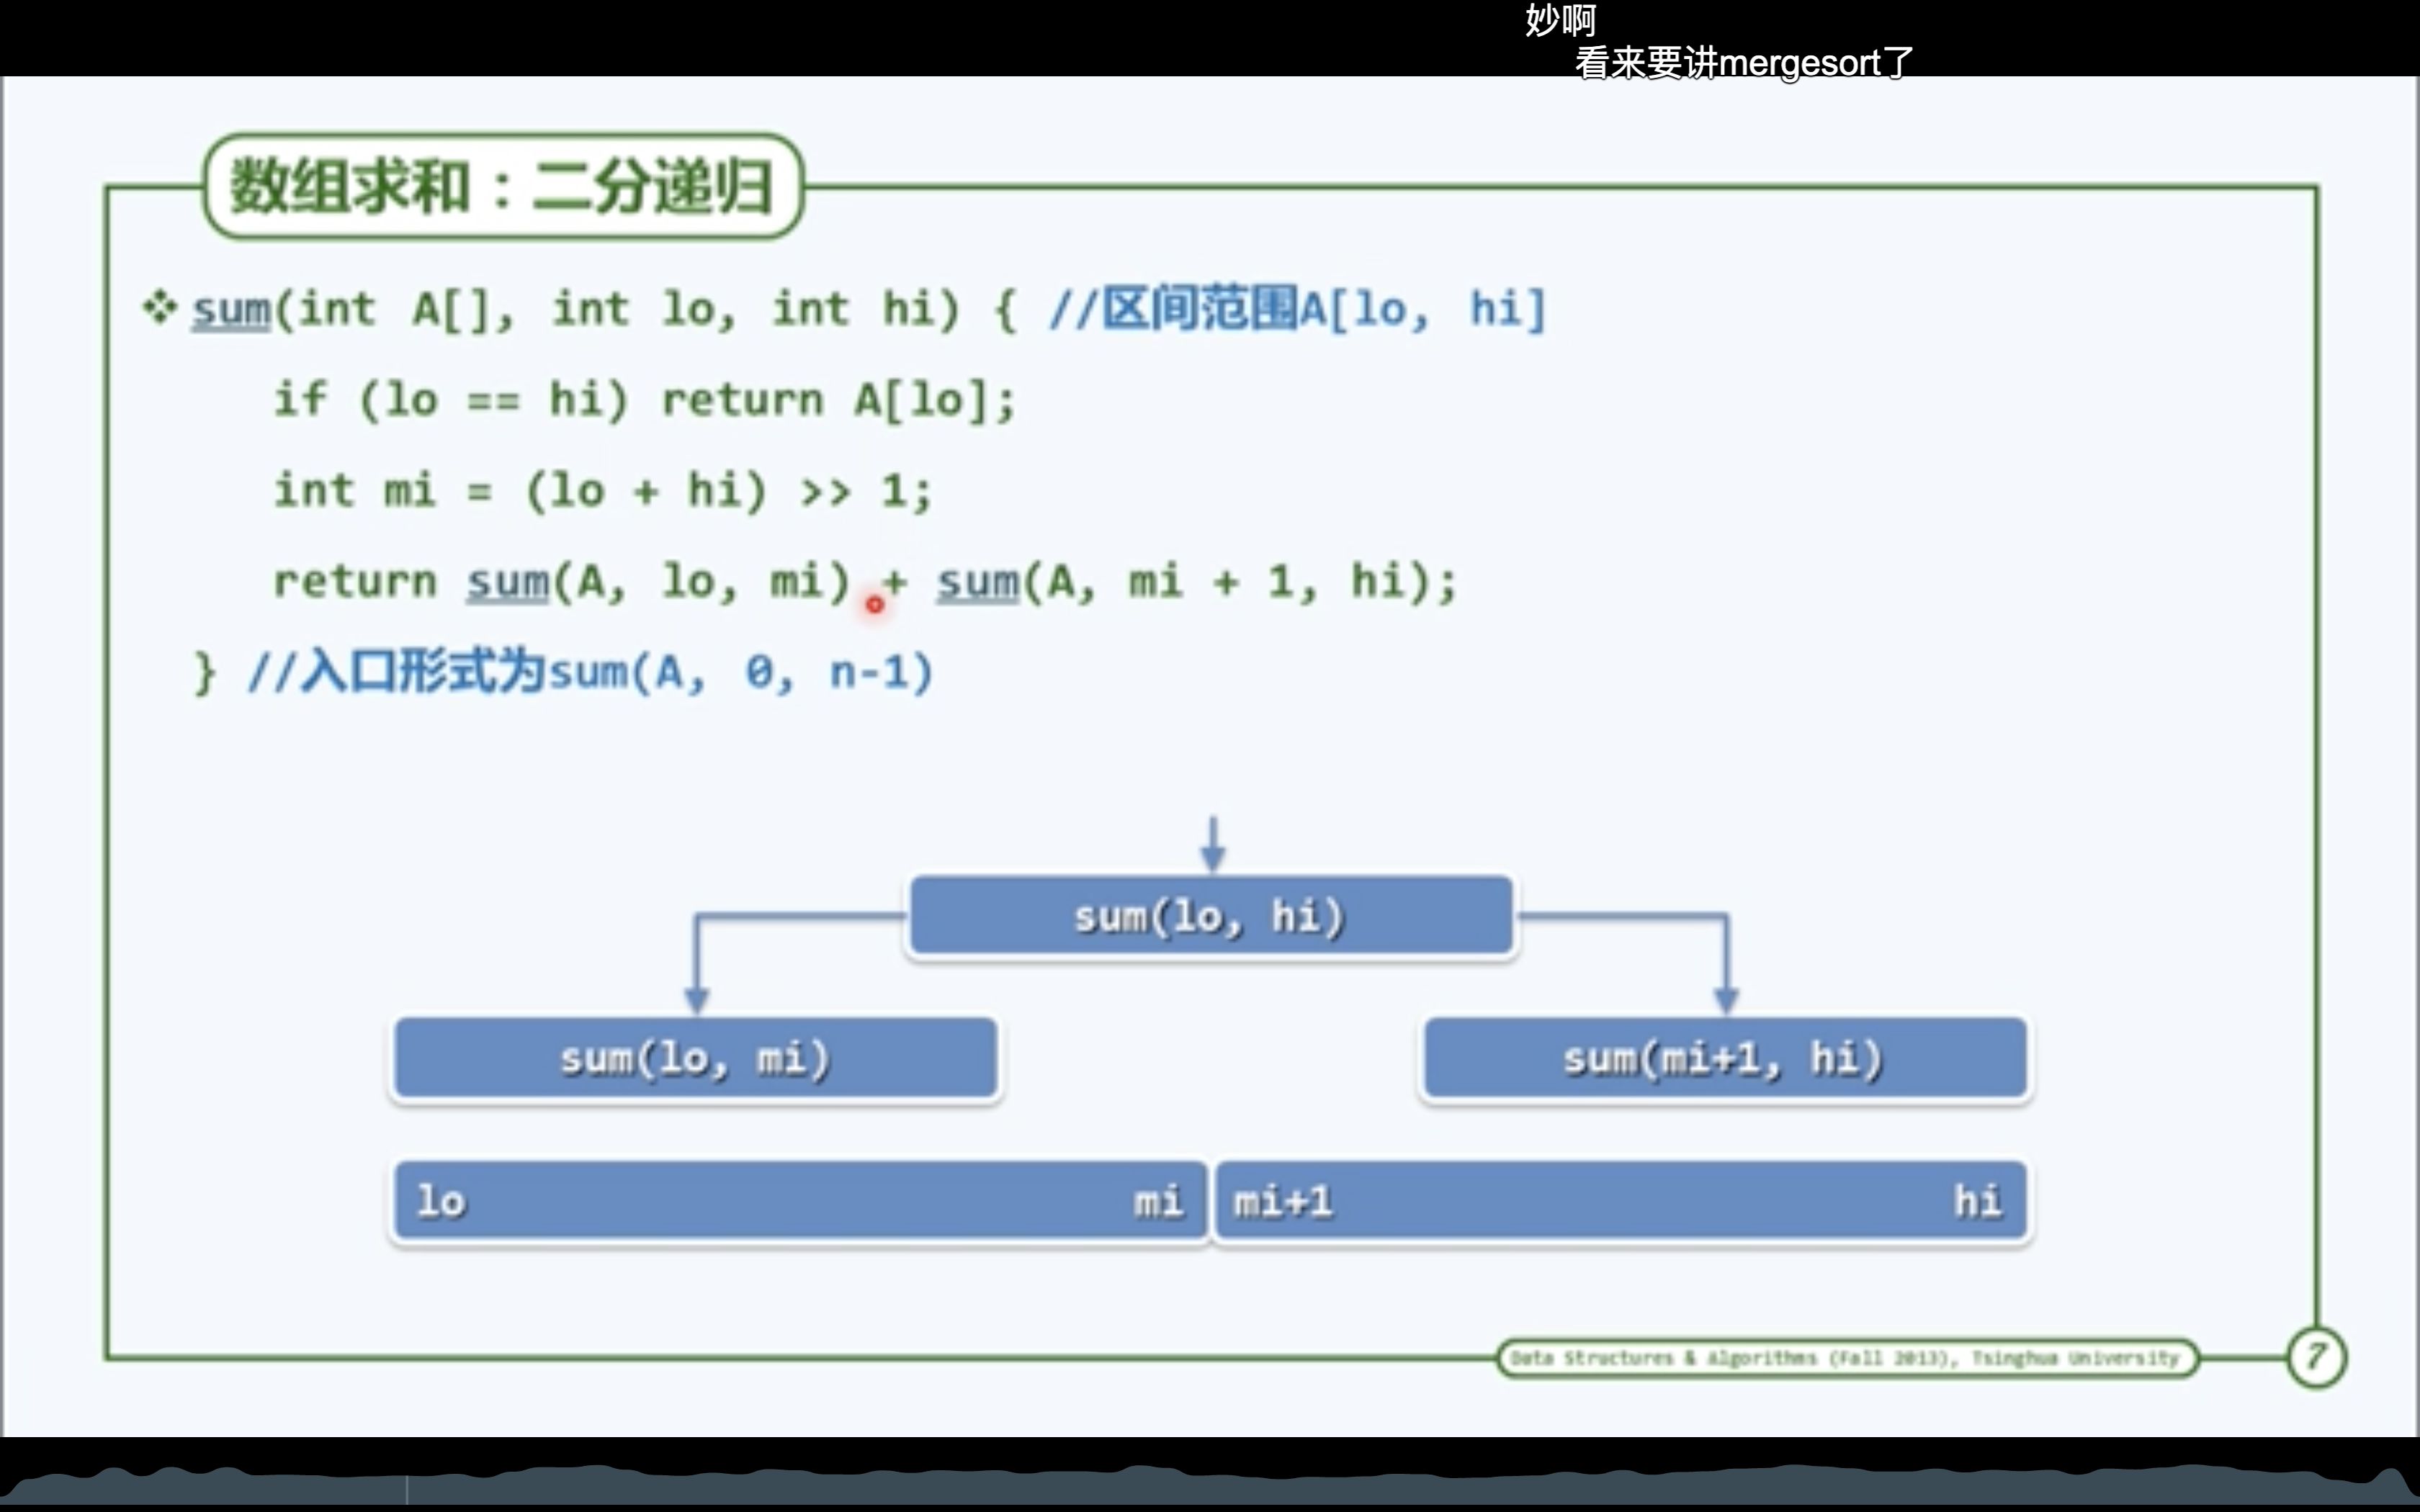 妙啊
看来要讲mergesort了
数组求和：二分递归
sum(int A[], int lo, int hi) { //区间范围A[lo, hi]
if (lo == hi) return A[lo];
int mi = (lo + hi) >> 1;
return sum(A, lo, mi) + sum(A, mi + 1, hi);
} //入口形式为sum(A, 0, n-1)
sum(lo, hi)
sum(lo, mi) sum(mi+1, hi)
lo mi mi+1 hi
Data Structures & Algorithms (Fall 2013), Tsinghua University 7